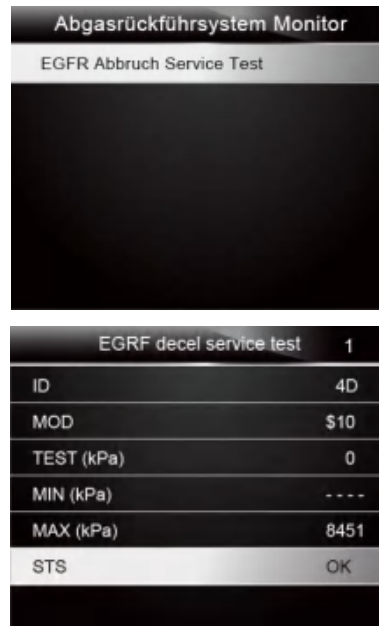 Abgasrückführsystem Monitor
EGFR Abbruch Service Test
EGRF decel service test 1
ID 4D
MOD $10
TEST (kPa) 0
MIN (kPa) ----
MAX (kPa) 8451
STS OK